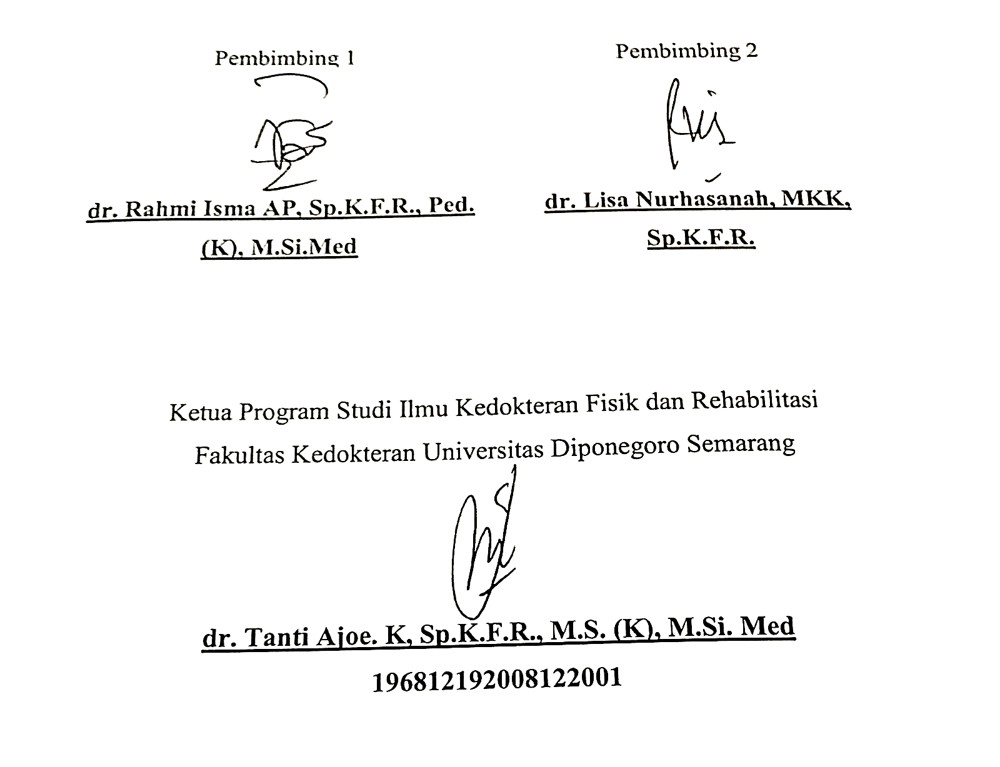 Pembimbing 1
Pembimbing 2
dr. Rahmi Isma AP, Sp.K.F.R., Ped.
(K), M.Si.Med
dr. Lisa Nurhasanah, MKK,
Sp.K.F.R.
Ketua Program Studi Ilmu Kedokteran Fisik dan Rehabilitasi
Fakultas Kedokteran Universitas Diponegoro Semarang
dr. Tanti Ajoe. K, Sp.K.F.R., M.S. (K), M.Si. Med
196812192008122001